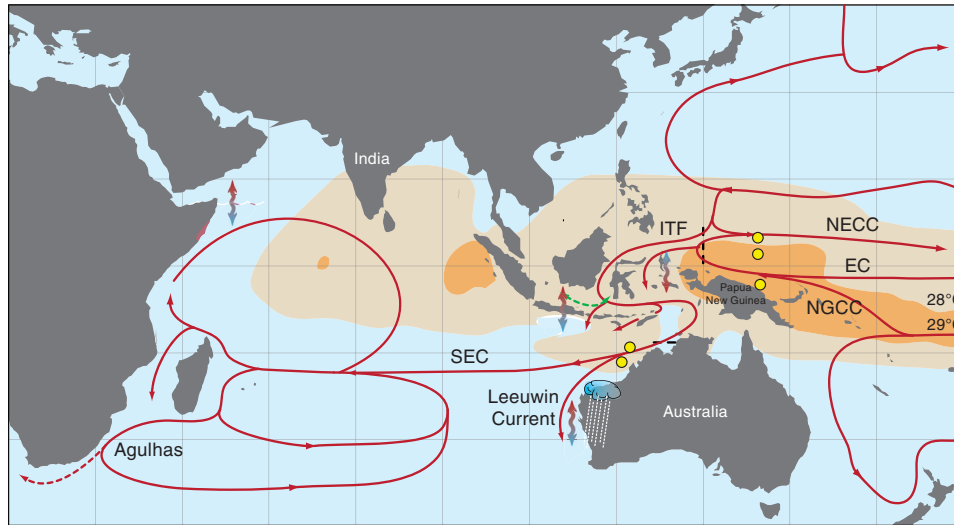 India
ITF
NECC
EC
Papua
New Guinea
NGCC
28°C
29°C
SEC
Leeuwin
Current
Australia
Agulhas